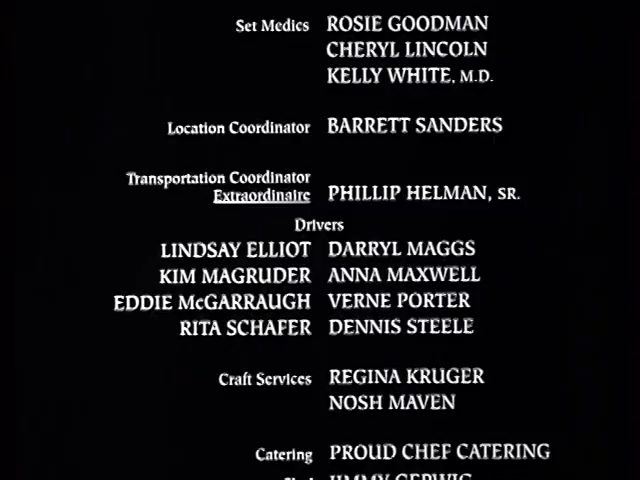 Set Medics ROSIE GOODMAN
CHERYL LINCOLN
KELLY WHITE, M.D.
Location Coordinator BARRETT SANDERS
Transportation Coordinator
Extraordinaire PHILLIP HELMAN, SR.
Drivers
LINDSAY ELLIOT DARRYL MAGGS
KIM MAGRUDER ANNA MAXWELL
EDDIE McGARRAUGH VERNE PORTER
RITA SCHAFER DENNIS STEELE
Craft Services REGINA KRUGER
NOSH MAVEN
Catering PROUD CHEF CATERING
JIMMY GERWIG